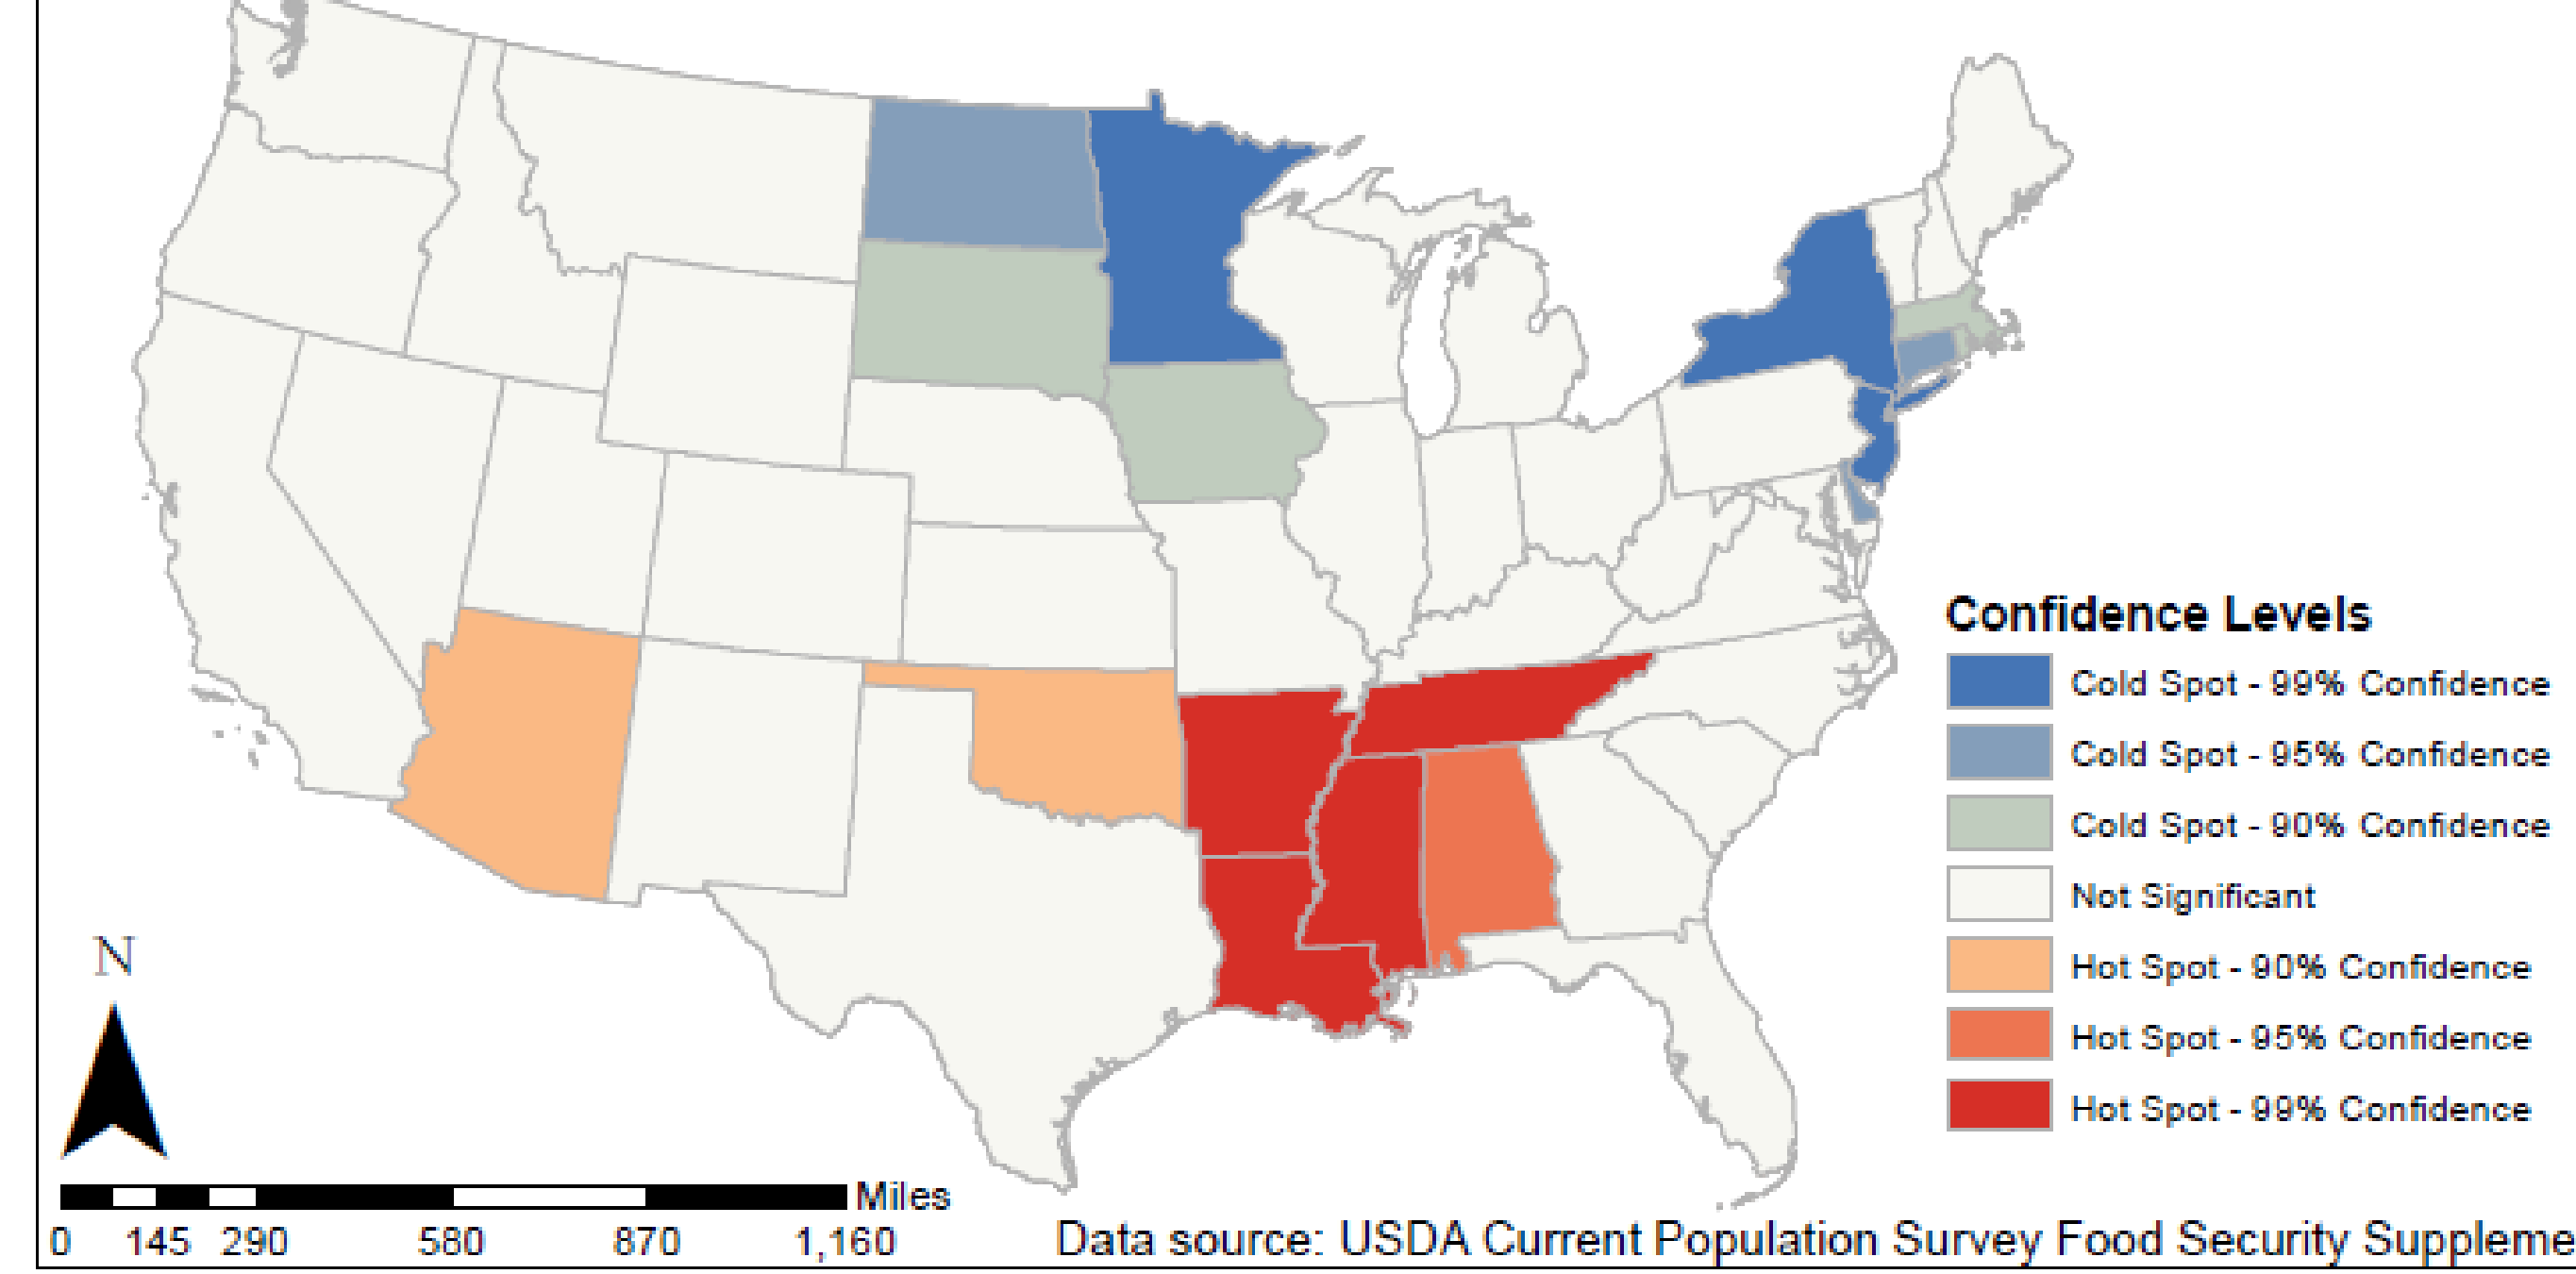 Confidence Levels
Cold Spot - 99% Confidence
Cold Spot - 95% Confidence
Cold Spot - 90% Confidence
Not Significant
Hot Spot - 90% Confidence
Hot Spot - 95% Confidence
Hot Spot - 99% Confidence
N
Miles
0 145 290 580 870 1,160
Data source: USDA Current Population Survey Food Security Suppleme